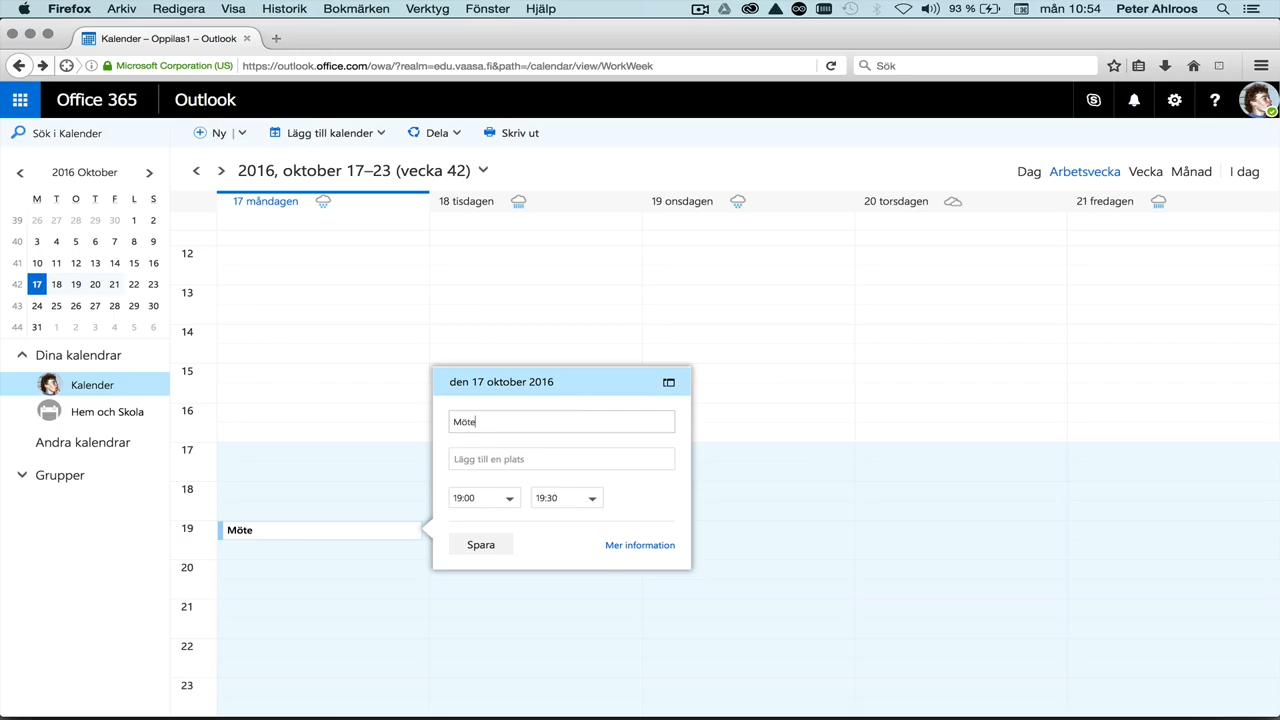 Firefox Arkiv Redigera Visa Historik Bokmärken Verktyg Fönster Hjälp 93 % mån 10:54 Peter Ahlroos
Kalender – Oppilas1 – Outlook
Microsoft Corporation (US) https://outlook.office.com/owa/?realm=edu.vaasa.fi&path=/calendar/view/WorkWeek Sök
Office 365 Outlook ?
Sök i Kalender Ny Lägg till kalender Dela Skriv ut
2016 Oktober 2016, oktober 17–23 (vecka 42) Dag Arbetsvecka Vecka Månad I dag
M T O T F L S 17 måndagen 18 tisdagen 19 onsdagen 20 torsdagen 21 fredagen
39 26 27 28 29 30 1 2
40 3 4 5 6 7 8 9
41 10 11 12 13 14 15 16
42 17 18 19 20 21 22 23
43 24 25 26 27 28 29 30
44 31 1 2 3 4 5 6
Dina kalendrar
Kalender
Hem och Skola
Andra kalendrar
Grupper
12
13
14
15
16
17
18
19 Möte
20
21
22
23
den 17 oktober 2016
Möte
Lägg till en plats
19:00 19:30
Spara Mer information